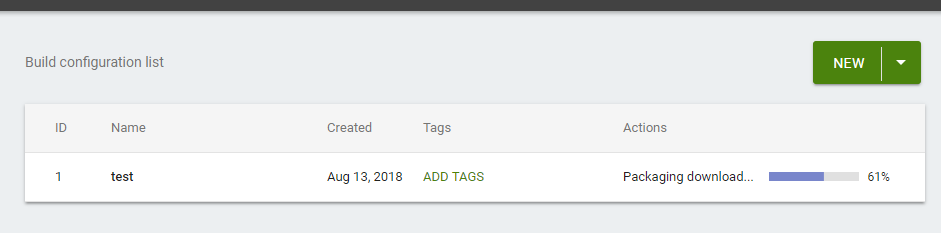 Build configuration list
NEW
ID Name Created Tags Actions
1 test Aug 13, 2018 ADD TAGS Packaging download... 61%